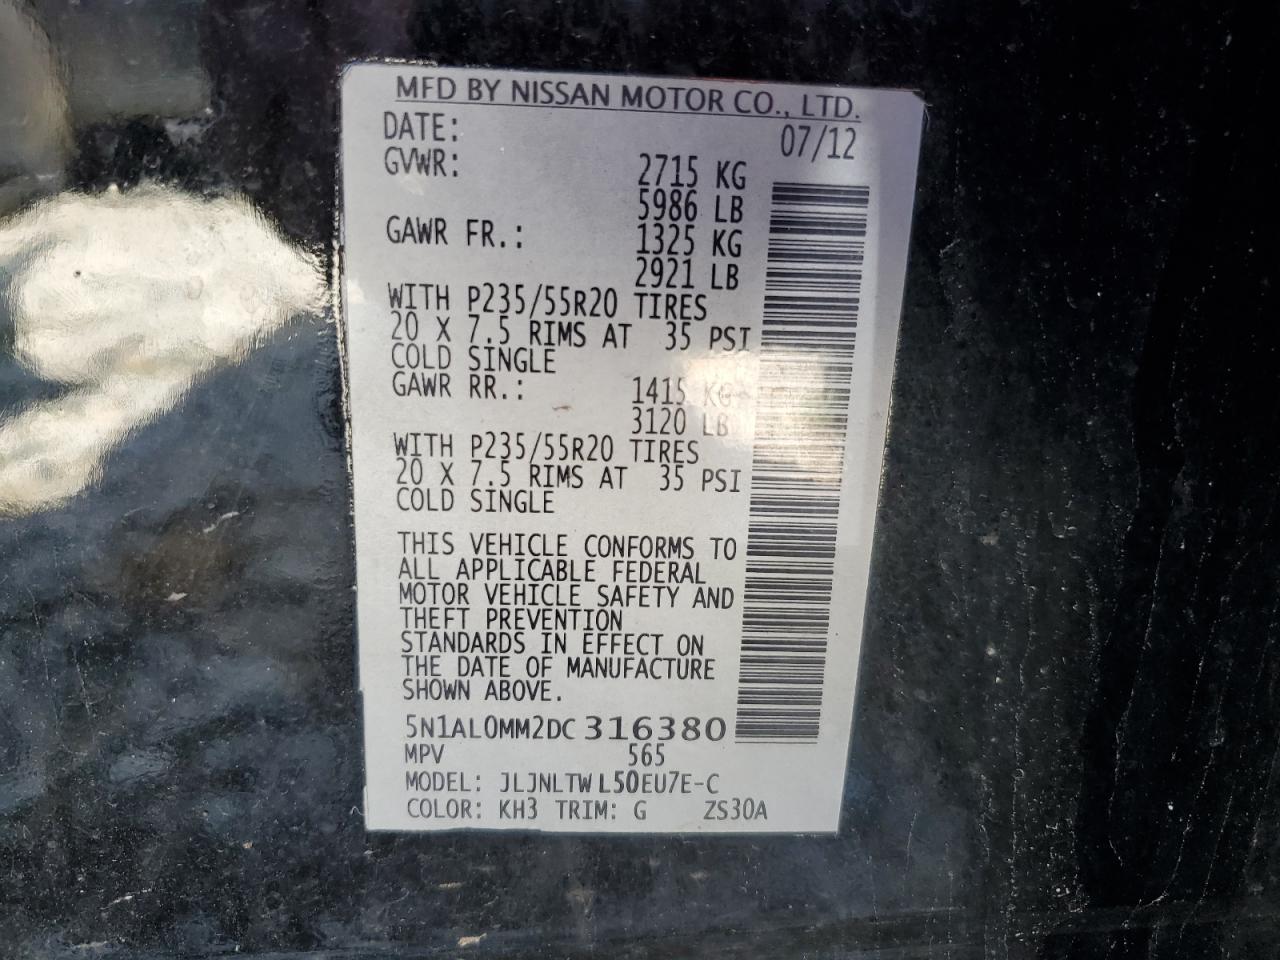 MFD BY NISSAN MOTOR CO., LTD.
DATE: 07/12
GVWR: 2715 KG
5986 LB
GAWR FR.: 1325 KG
2921 LB
WITH P235/55R20 TIRES
20 X 7.5 RIMS AT 35 PSI
COLD SINGLE
GAWR RR.: 1415 KG
3120 LB
WITH P235/55R20 TIRES
20 X 7.5 RIMS AT 35 PSI
COLD SINGLE
THIS VEHICLE CONFORMS TO
ALL APPLICABLE FEDERAL
MOTOR VEHICLE SAFETY AND
THEFT PREVENTION
STANDARDS IN EFFECT ON
THE DATE OF MANUFACTURE
SHOWN ABOVE.
5N1AL0MM2DC316380
MPV 565
MODEL: JLJNLTWL50EU7E-C
COLOR: KH3 TRIM: G ZS30A